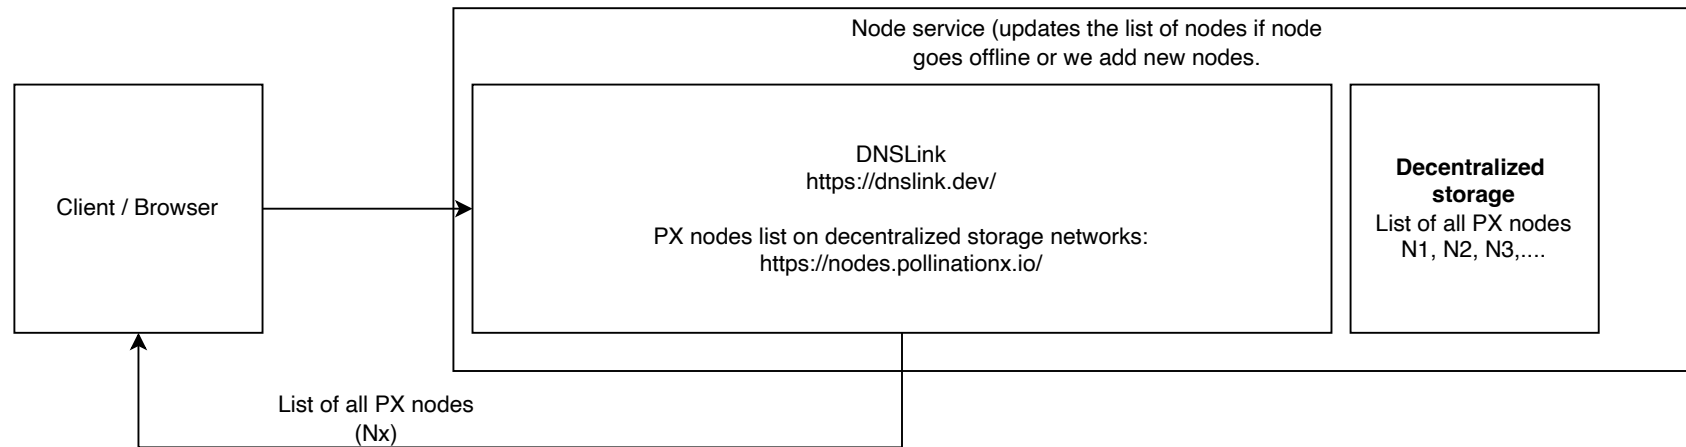 Node service (updates the list of nodes if node
goes offline or we add new nodes.
Client / Browser
DNSLink
https://dnslink.dev/
PX nodes list on decentralized storage networks:
https://nodes.pollinationx.io/
Decentralized
storage
List of all PX nodes
N1, N2, N3,....
List of all PX nodes
(Nx)